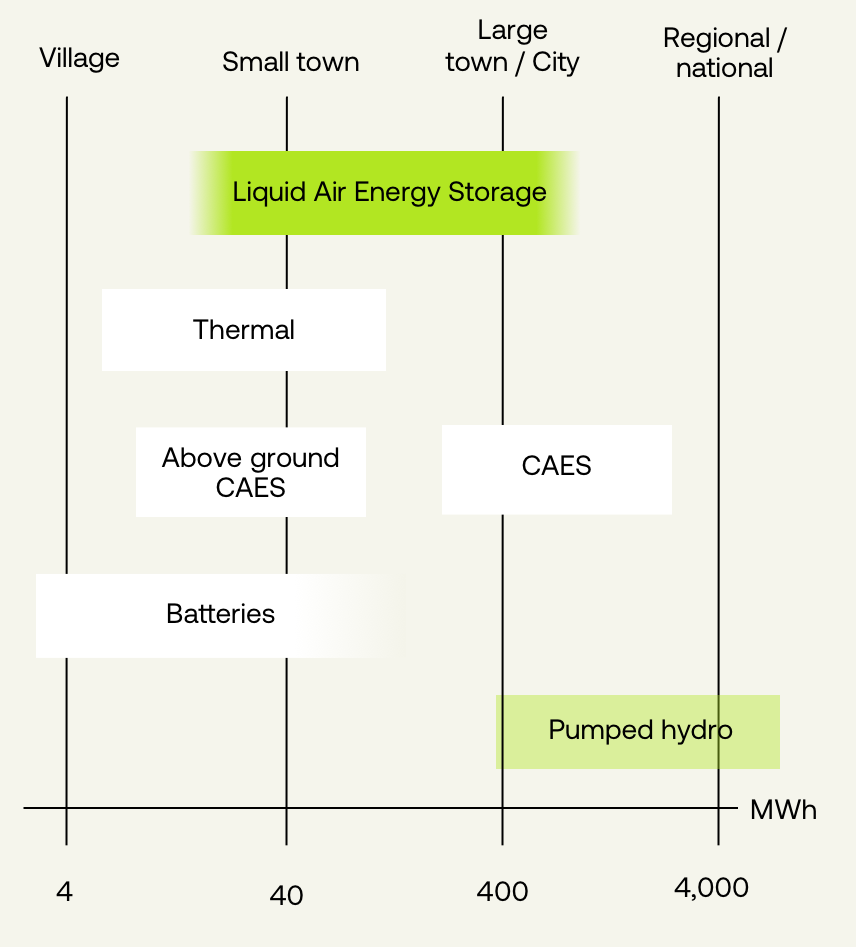 Village
Small town
Large
town / City
Regional /
national
Liquid Air Energy Storage
Thermal
Above ground
CAES
CAES
Batteries
Pumped hydro
MWh
4
40
400
4,000